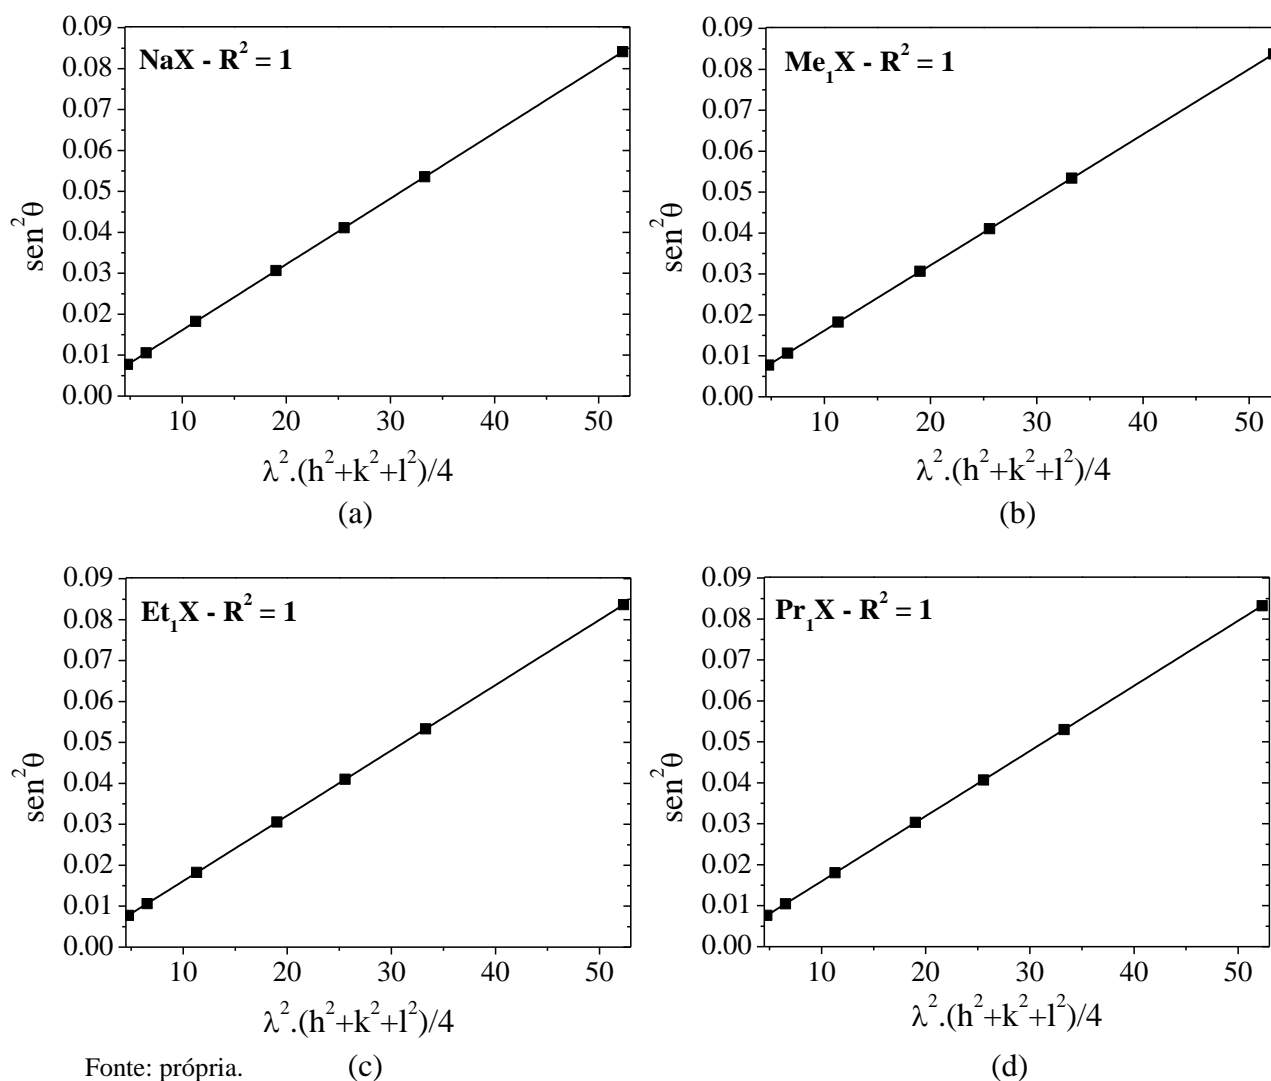 NaX - R² = 1
sen²θ
0.09
0.08
0.07
0.06
0.05
0.04
0.03
0.02
0.01
0.00
10 20 30 40 50
λ².(h²+k²+l²)/4
(a)
Me₁X - R² = 1
sen²θ
0.09
0.08
0.07
0.06
0.05
0.04
0.03
0.02
0.01
0.00
10 20 30 40 50
λ².(h²+k²+l²)/4
(b)
Et₁X - R² = 1
sen²θ
0.09
0.08
0.07
0.06
0.05
0.04
0.03
0.02
0.01
0.00
10 20 30 40 50
λ².(h²+k²+l²)/4
(c)
Pr₁X - R² = 1
sen²θ
0.09
0.08
0.07
0.06
0.05
0.04
0.03
0.02
0.01
0.00
10 20 30 40 50
λ².(h²+k²+l²)/4
(d)
Fonte: própria.